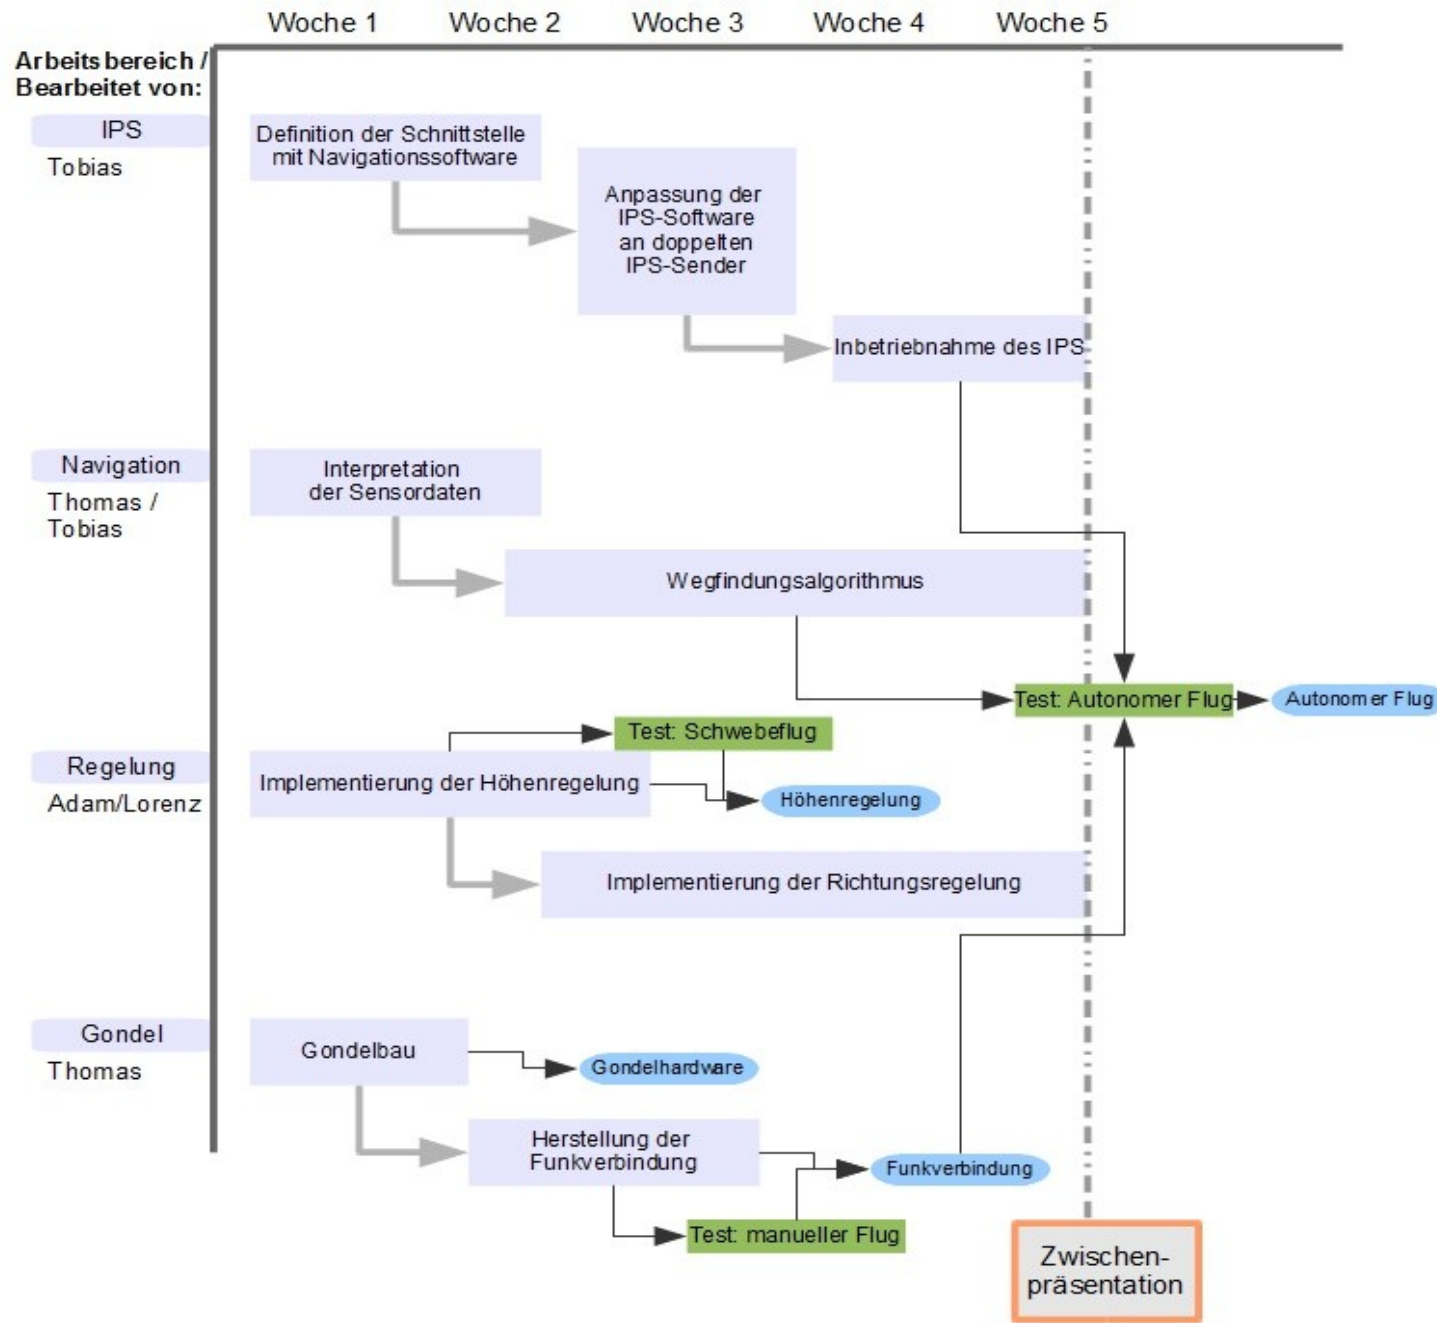 Woche 1 Woche 2 Woche 3 Woche 4 Woche 5
Arbeitsbereich /
Bearbeitet von:
IPS
Tobias
Definition der Schnittstelle
mit Navigationssoftware
Anpassung der
IPS-Software
an doppelten
IPS-Sender
Inbetriebnahme des IPS
Navigation
Thomas /
Tobias
Interpretation
der Sensordaten
Wegfindungsalgorithmus
Test: Autonomer Flug
Autonomer Flug
Test: Schwebeflug
Regelung
Adam/Lorenz
Implementierung der Höhenregelung
Höhenregelung
Implementierung der Richtungsregelung
Gondel
Thomas
Gondelbau
Gondelhardware
Herstellung der
Funkverbindung
Funkverbindung
Test: manueller Flug
Zwischen-
präsentation